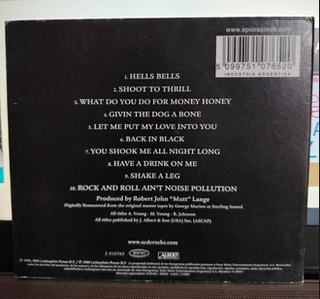 www.epicrecords.com
5 099751 076520
INDUSTRIA ARGENTINA
1. HELLS BELLS
2. SHOOT TO THRILL
3. WHAT DO YOU DO FOR MONEY HONEY
4. GIVIN THE DOG A BONE
5. LET ME PUT MY LOVE INTO YOU
6. BACK IN BLACK
7. YOU SHOOK ME ALL NIGHT LONG
8. HAVE A DRINK ON ME
9. SHAKE A LEG
10. ROCK AND ROLL AIN'T NOISE POLLUTION
Produced by Robert John "Mutt" Lange
Digitally Remastered from the original master tapes by George Marino at Sterling Sound
All titles A. Young - M. Young - B. Johnson
All titles published by J. Albert & Son (USA) Inc. (ASCAP)
www.acdcrocks.com
2-510765
epic
ALBERT